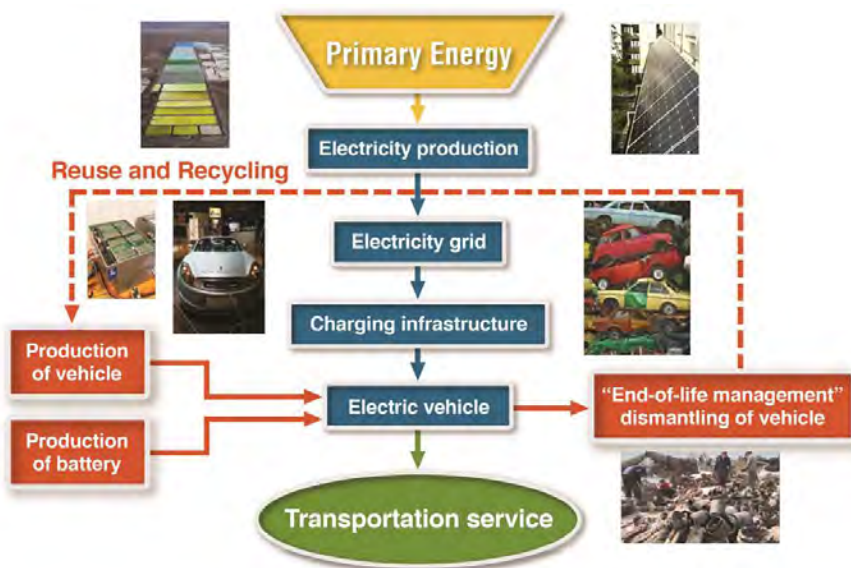 Primary Energy
Electricity production
Reuse and Recycling
Electricity grid
Charging infrastructure
Production
of vehicle
Electric vehicle
“End-of-life management”
dismantling of vehicle
Production
of battery
Transportation service